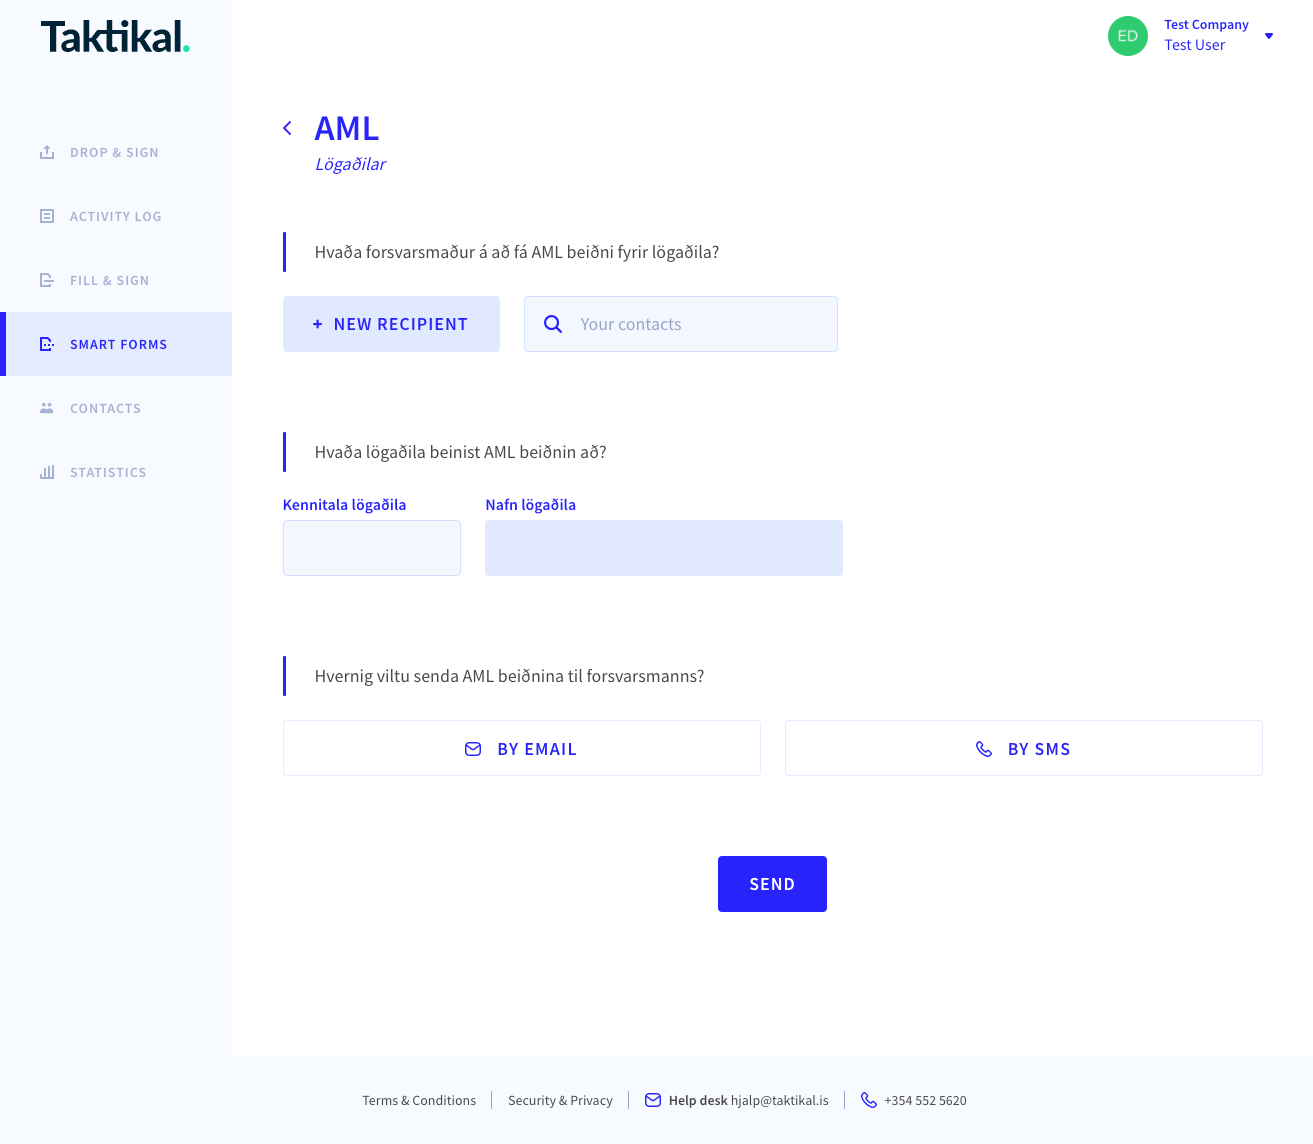 Taktikal.
ED
Test Company
Test User
DROP & SIGN
ACTIVITY LOG
FILL & SIGN
SMART FORMS
CONTACTS
STATISTICS
AML
Lögaðilar
Hvaða forsvarsmaður á að fá AML beiðni fyrir lögaðila?
+ NEW RECIPIENT
Your contacts
Hvaða lögaðila beinist AML beiðnin að?
Kennitala lögaðila
Nafn lögaðila
Hvernig viltu senda AML beiðnina til forsvarsmanns?
BY EMAIL
BY SMS
SEND
Terms & Conditions
Security & Privacy
Help desk hjalp@taktikal.is
+354 552 5620